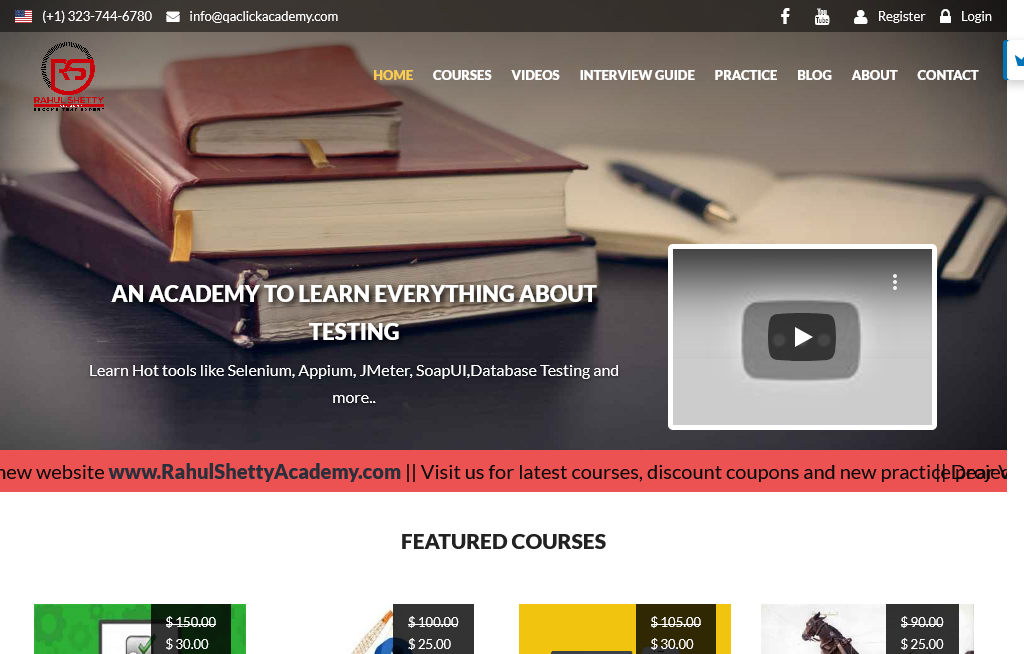 (+1) 323-744-6780 info@qaclickacademy.com Register Login
RAHUL SHETTY
HOME COURSES VIDEOS INTERVIEW GUIDE PRACTICE BLOG ABOUT CONTACT
AN ACADEMY TO LEARN EVERYTHING ABOUT
TESTING
Learn Hot tools like Selenium, Appium, JMeter, SoapUI,Database Testing and
more..
new website www.RahulShettyAcademy.com || Visit us for latest courses, discount coupons and new practice
FEATURED COURSES
$ 150.00 $ 100.00 $ 105.00 $ 90.00
$ 30.00 $ 25.00 $ 30.00 $ 25.00